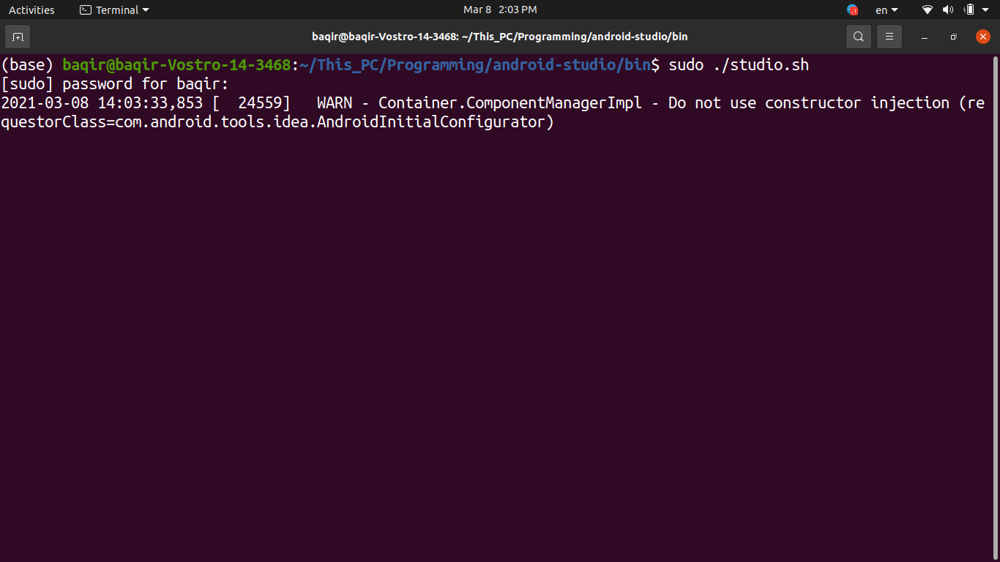 Activities Terminal Mar 8 2:03 PM en
baqir@baqir-Vostro-14-3468: ~/This_PC/Programming/android-studio/bin
(base) baqir@baqir-Vostro-14-3468:~/This_PC/Programming/android-studio/bin$ sudo ./studio.sh
[sudo] password for baqir:
2021-03-08 14:03:33,853 [  24559]   WARN - Container.ComponentManagerImpl - Do not use constructor injection (re
questorClass=com.android.tools.idea.AndroidInitialConfigurator)